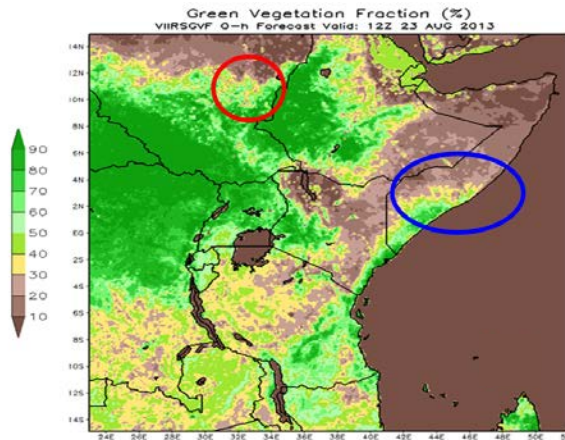 Green Vegetation Fraction (%)
VIIRSGVF 0-h Forecast Valid: 12Z 23 AUG 2013
14N
12N
10N
8N
6N
4N
2N
EQ
2S
4S
6S
8S
10S
12S
14S
24E 26E 28E 30E 32E 34E 36E 38E 40E 42E 44E 46E 48E 50E
90
80
70
60
50
40
30
20
10